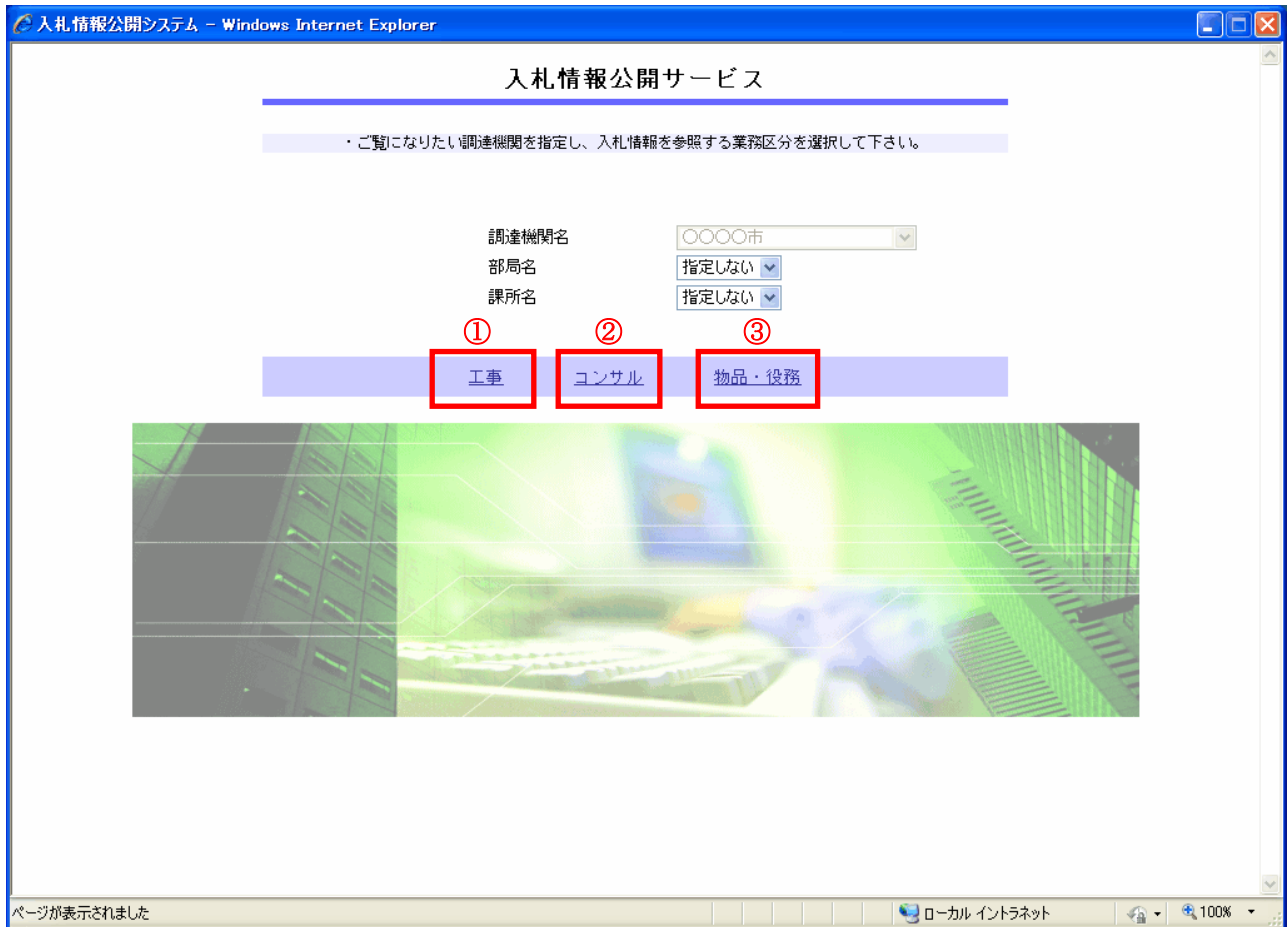 入札情報公開システム - Windows Internet Explorer
入札情報公開サービス
・ご覧になりたい調達機関を指定し、入札情報を参照する業務区分を選択して下さい。
調達機関名 ○○○○市
部局名 指定しない
課所名 指定しない
① ② ③
工事 コンサル 物品・役務
ページが表示されました ローカル イントラネット 100%